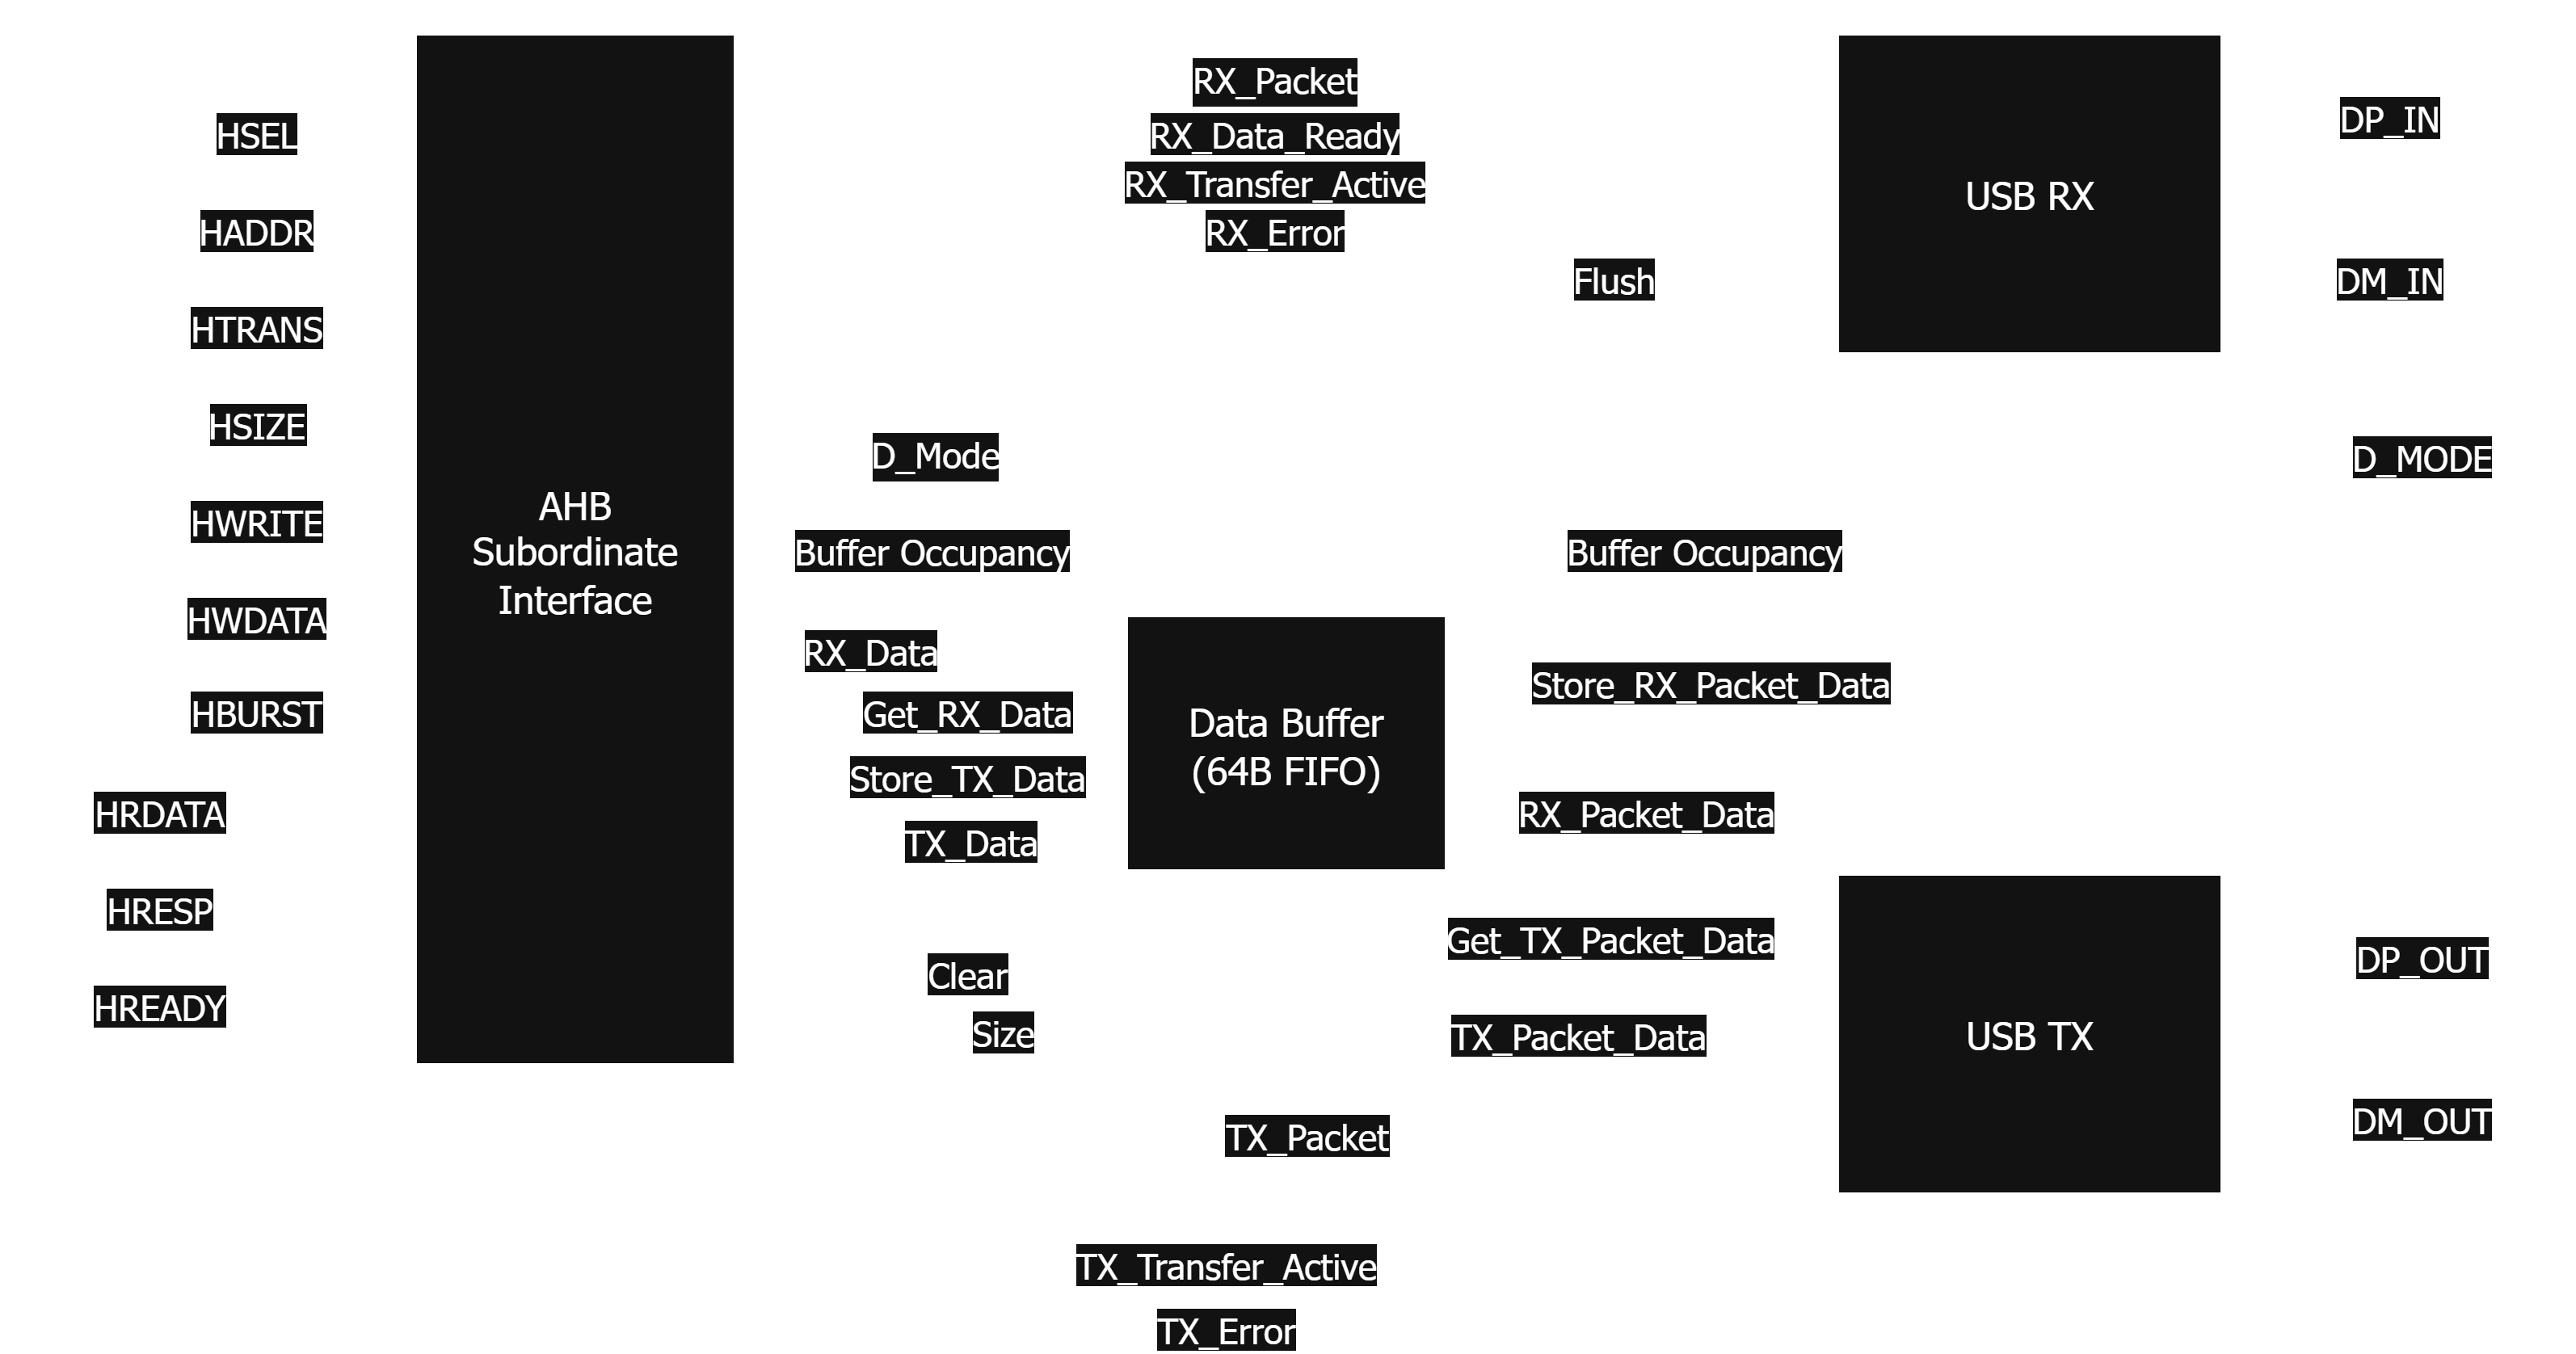 HSEL
HADDR
HTRANS
HSIZE
HWRITE
HWDATA
HBURST
HRDATA
HRESP
HREADY
AHB
Subordinate
Interface
RX_Packet
RX_Data_Ready
RX_Transfer_Active
RX_Error
Flush
USB RX
DP_IN
DM_IN
D_Mode
D_MODE
Buffer Occupancy
Buffer Occupancy
RX_Data
Get_RX_Data
Store_TX_Data
TX_Data
Data Buffer
(64B FIFO)
Store_RX_Packet_Data
RX_Packet_Data
Get_TX_Packet_Data
TX_Packet_Data
Clear
Size
USB TX
DP_OUT
DM_OUT
TX_Packet
TX_Transfer_Active
TX_Error